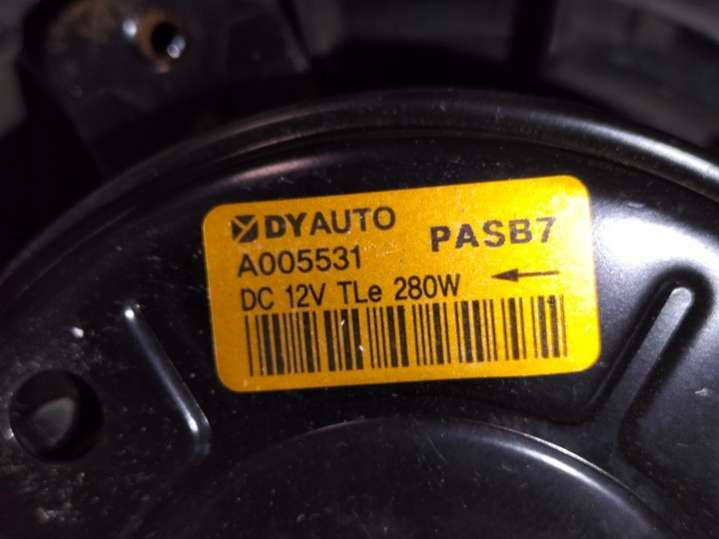 DYAUTO PASB7
A005531
DC 12V TLe 280W